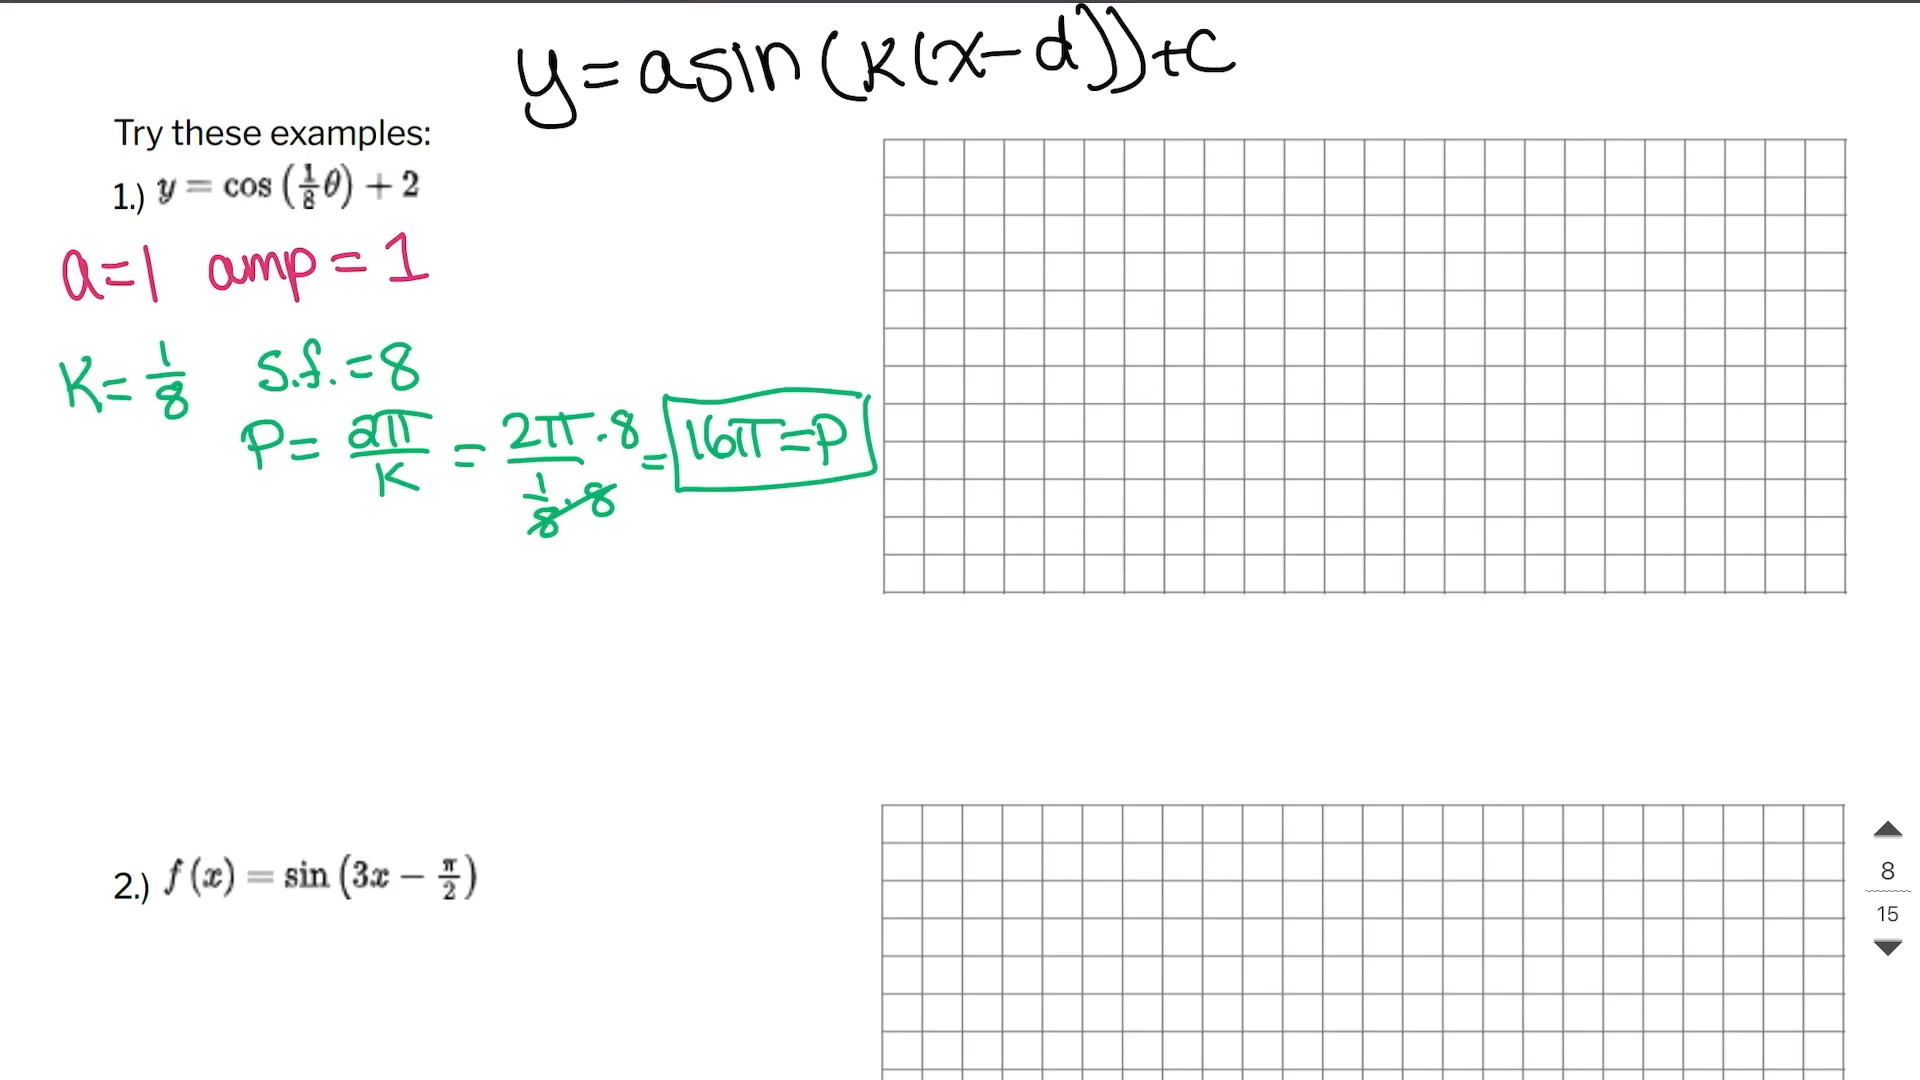 y=asin(k(x-d))+c
Try these examples:
1.) y = cos (1/8 θ) + 2
a=1 amp = 1
K= 1/8 s.f.=8
P= 2π/K = 2π·8 / 1/8·8 = 16π=P
2.) f(x) = sin (3x − π/2)
8
15